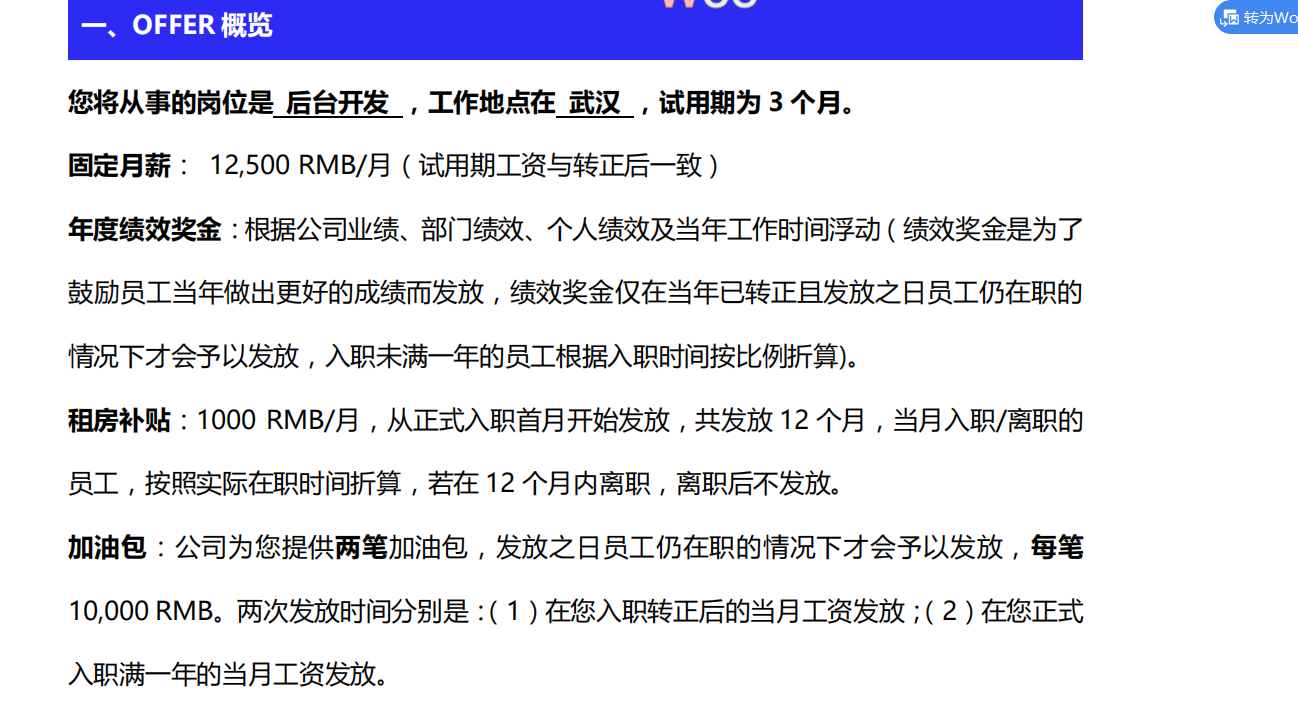 一、OFFER 概览
转为Wo
您将从事的岗位是 后台开发 ，工作地点在 武汉 ，试用期为 3 个月。
固定月薪： 12,500 RMB/月（试用期工资与转正后一致）
年度绩效奖金：根据公司业绩、部门绩效、个人绩效及当年工作时间浮动（绩效奖金是为了
鼓励员工当年做出更好的成绩而发放，绩效奖金仅在当年已转正且发放之日员工仍在职的
情况下才会予以发放，入职未满一年的员工根据入职时间按比例折算)。
租房补贴：1000 RMB/月，从正式入职首月开始发放，共发放 12 个月，当月入职/离职的
员工，按照实际在职时间折算，若在 12 个月内离职，离职后不发放。
加油包：公司为您提供两笔加油包，发放之日员工仍在职的情况下才会予以发放，每笔
10,000 RMB。两次发放时间分别是：（1）在您入职转正后的当月工资发放；（2）在您正式
入职满一年的当月工资发放。